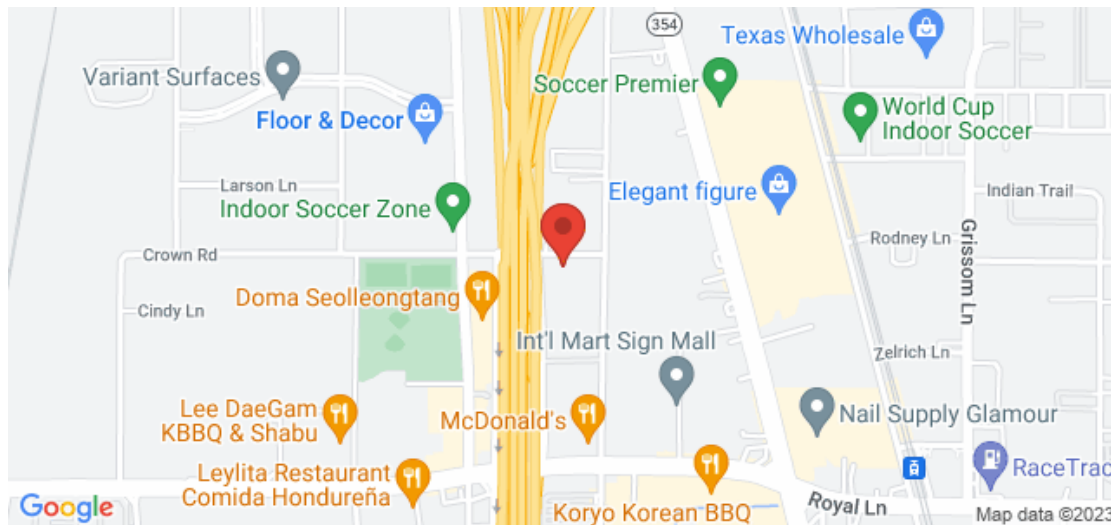 354
Texas Wholesale
Variant Surfaces
Soccer Premier
World Cup
Indoor Soccer
Floor & Decor
Larson Ln
Elegant figure
Indian Trail
Indoor Soccer Zone
Grissom Ln
Rodney Ln
Crown Rd
Doma Seolleongtang
Cindy Ln
Int'l Mart Sign Mall
Zelrich Ln
Lee DaeGam
KBBQ & Shabu
McDonald's
Nail Supply Glamour
Leylita Restaurant
Comida Hondureña
RaceTrac
Koryo Korean BBQ
Royal Ln
Google
Map data ©2023